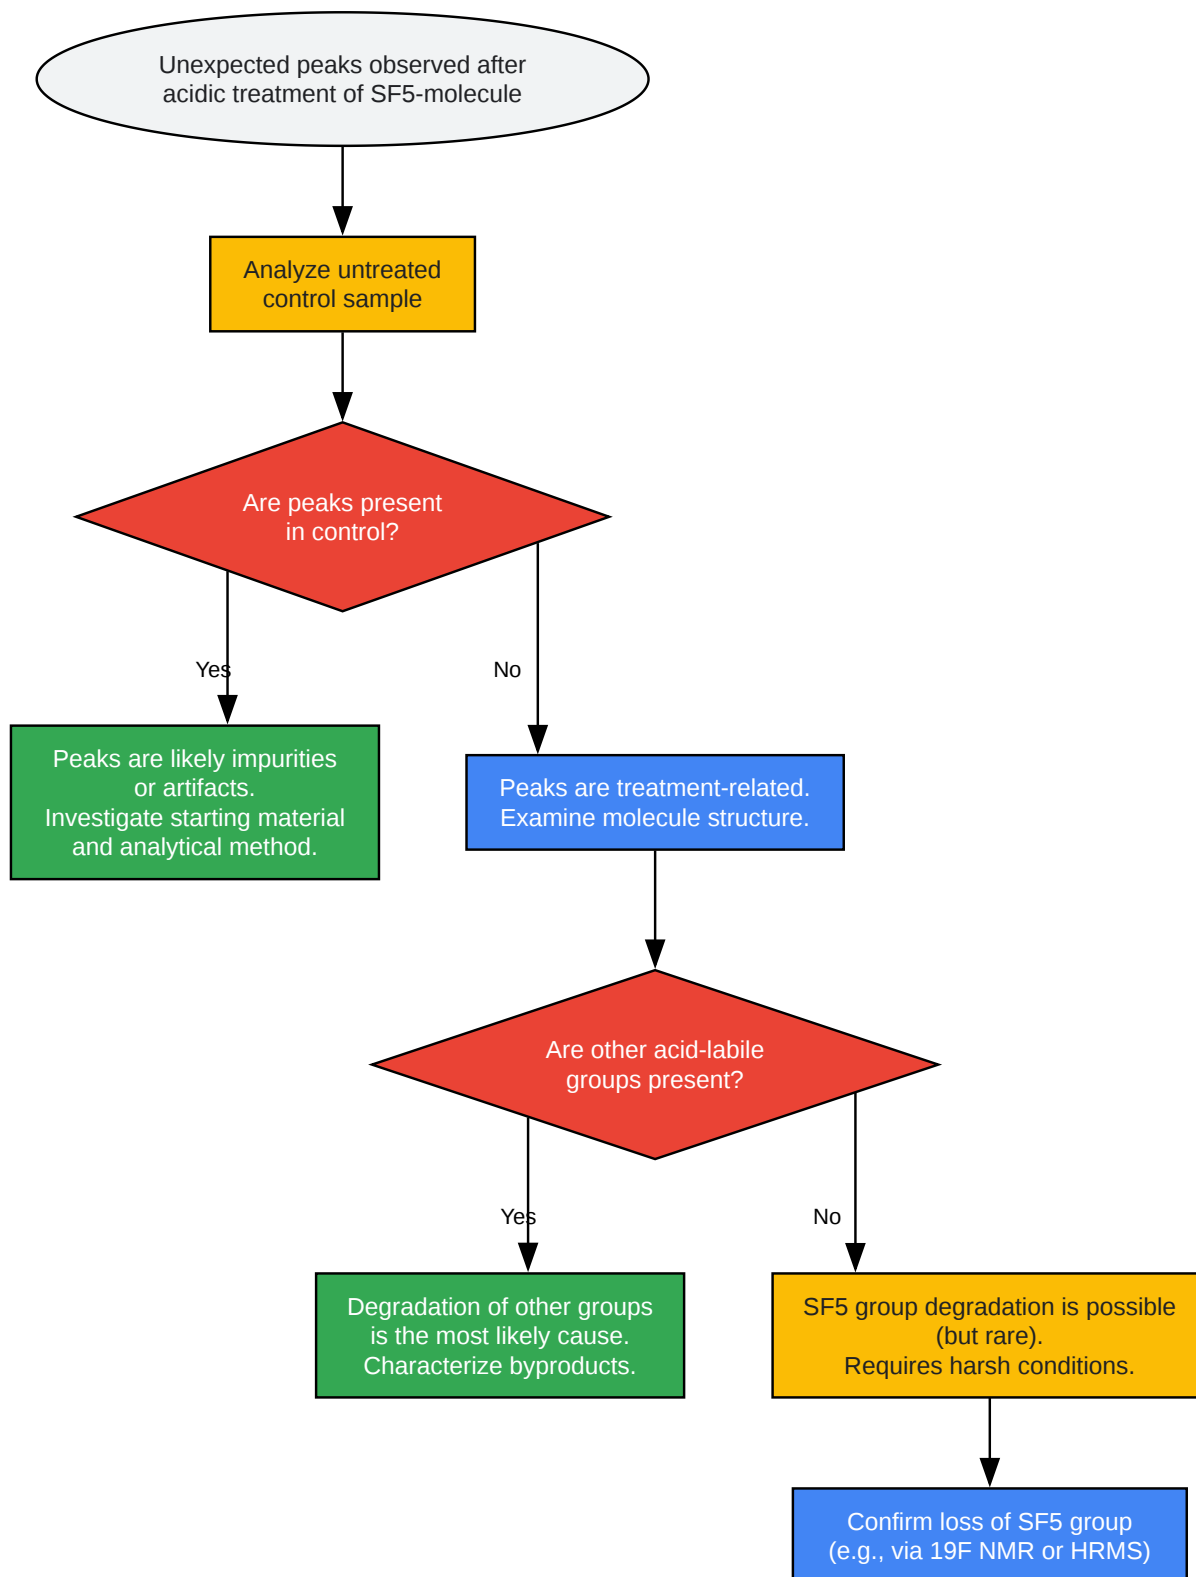 Unexpected peaks observed after
acidic treatment of SF5-molecule
Analyze untreated
control sample
Are peaks present
in control?
Yes
No
Peaks are likely impurities
or artifacts.
Investigate starting material
and analytical method.
Peaks are treatment-related.
Examine molecule structure.
Are other acid-labile
groups present?
Yes
No
Degradation of other groups
is the most likely cause.
Characterize byproducts.
SF5 group degradation is possible
(but rare).
Requires harsh conditions.
Confirm loss of SF5 group
(e.g., via 19F NMR or HRMS)